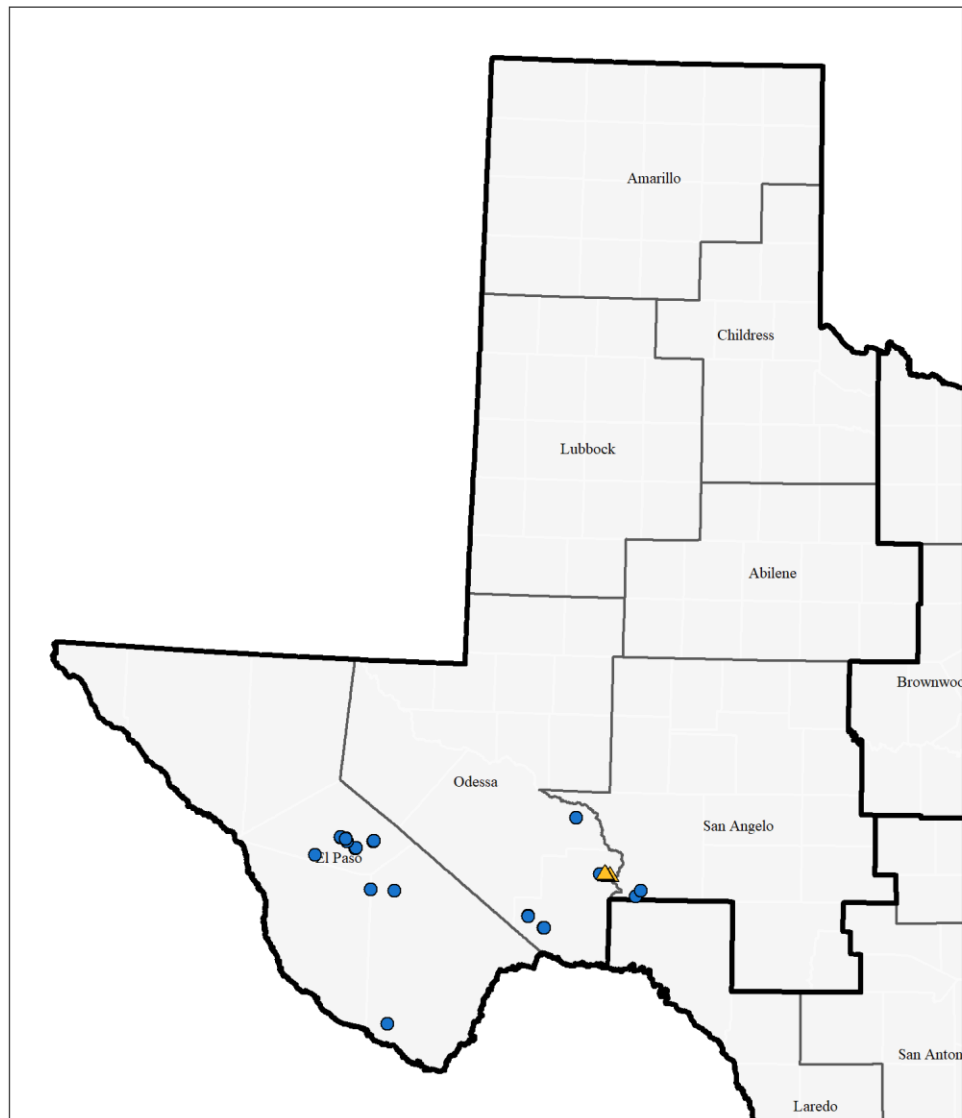 Amarillo
Childress
Lubbock
Abilene
Brownwoo
Odessa
San Angelo
El Paso
San Anton
Laredo